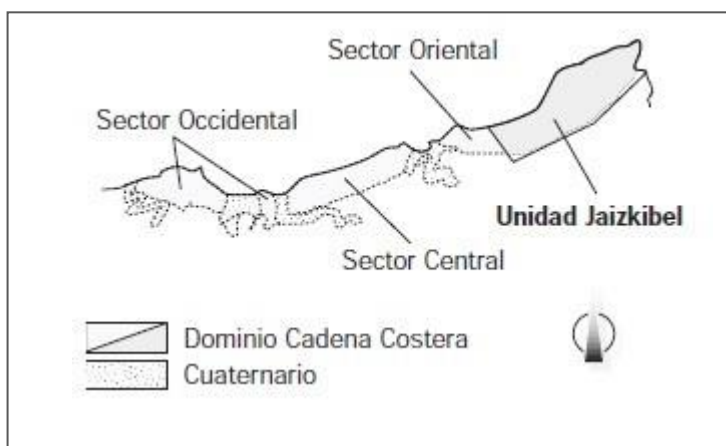 Sector Oriental
Sector Occidental
Unidad Jaizkibel
Sector Central
Dominio Cadena Costera
Cuaternario